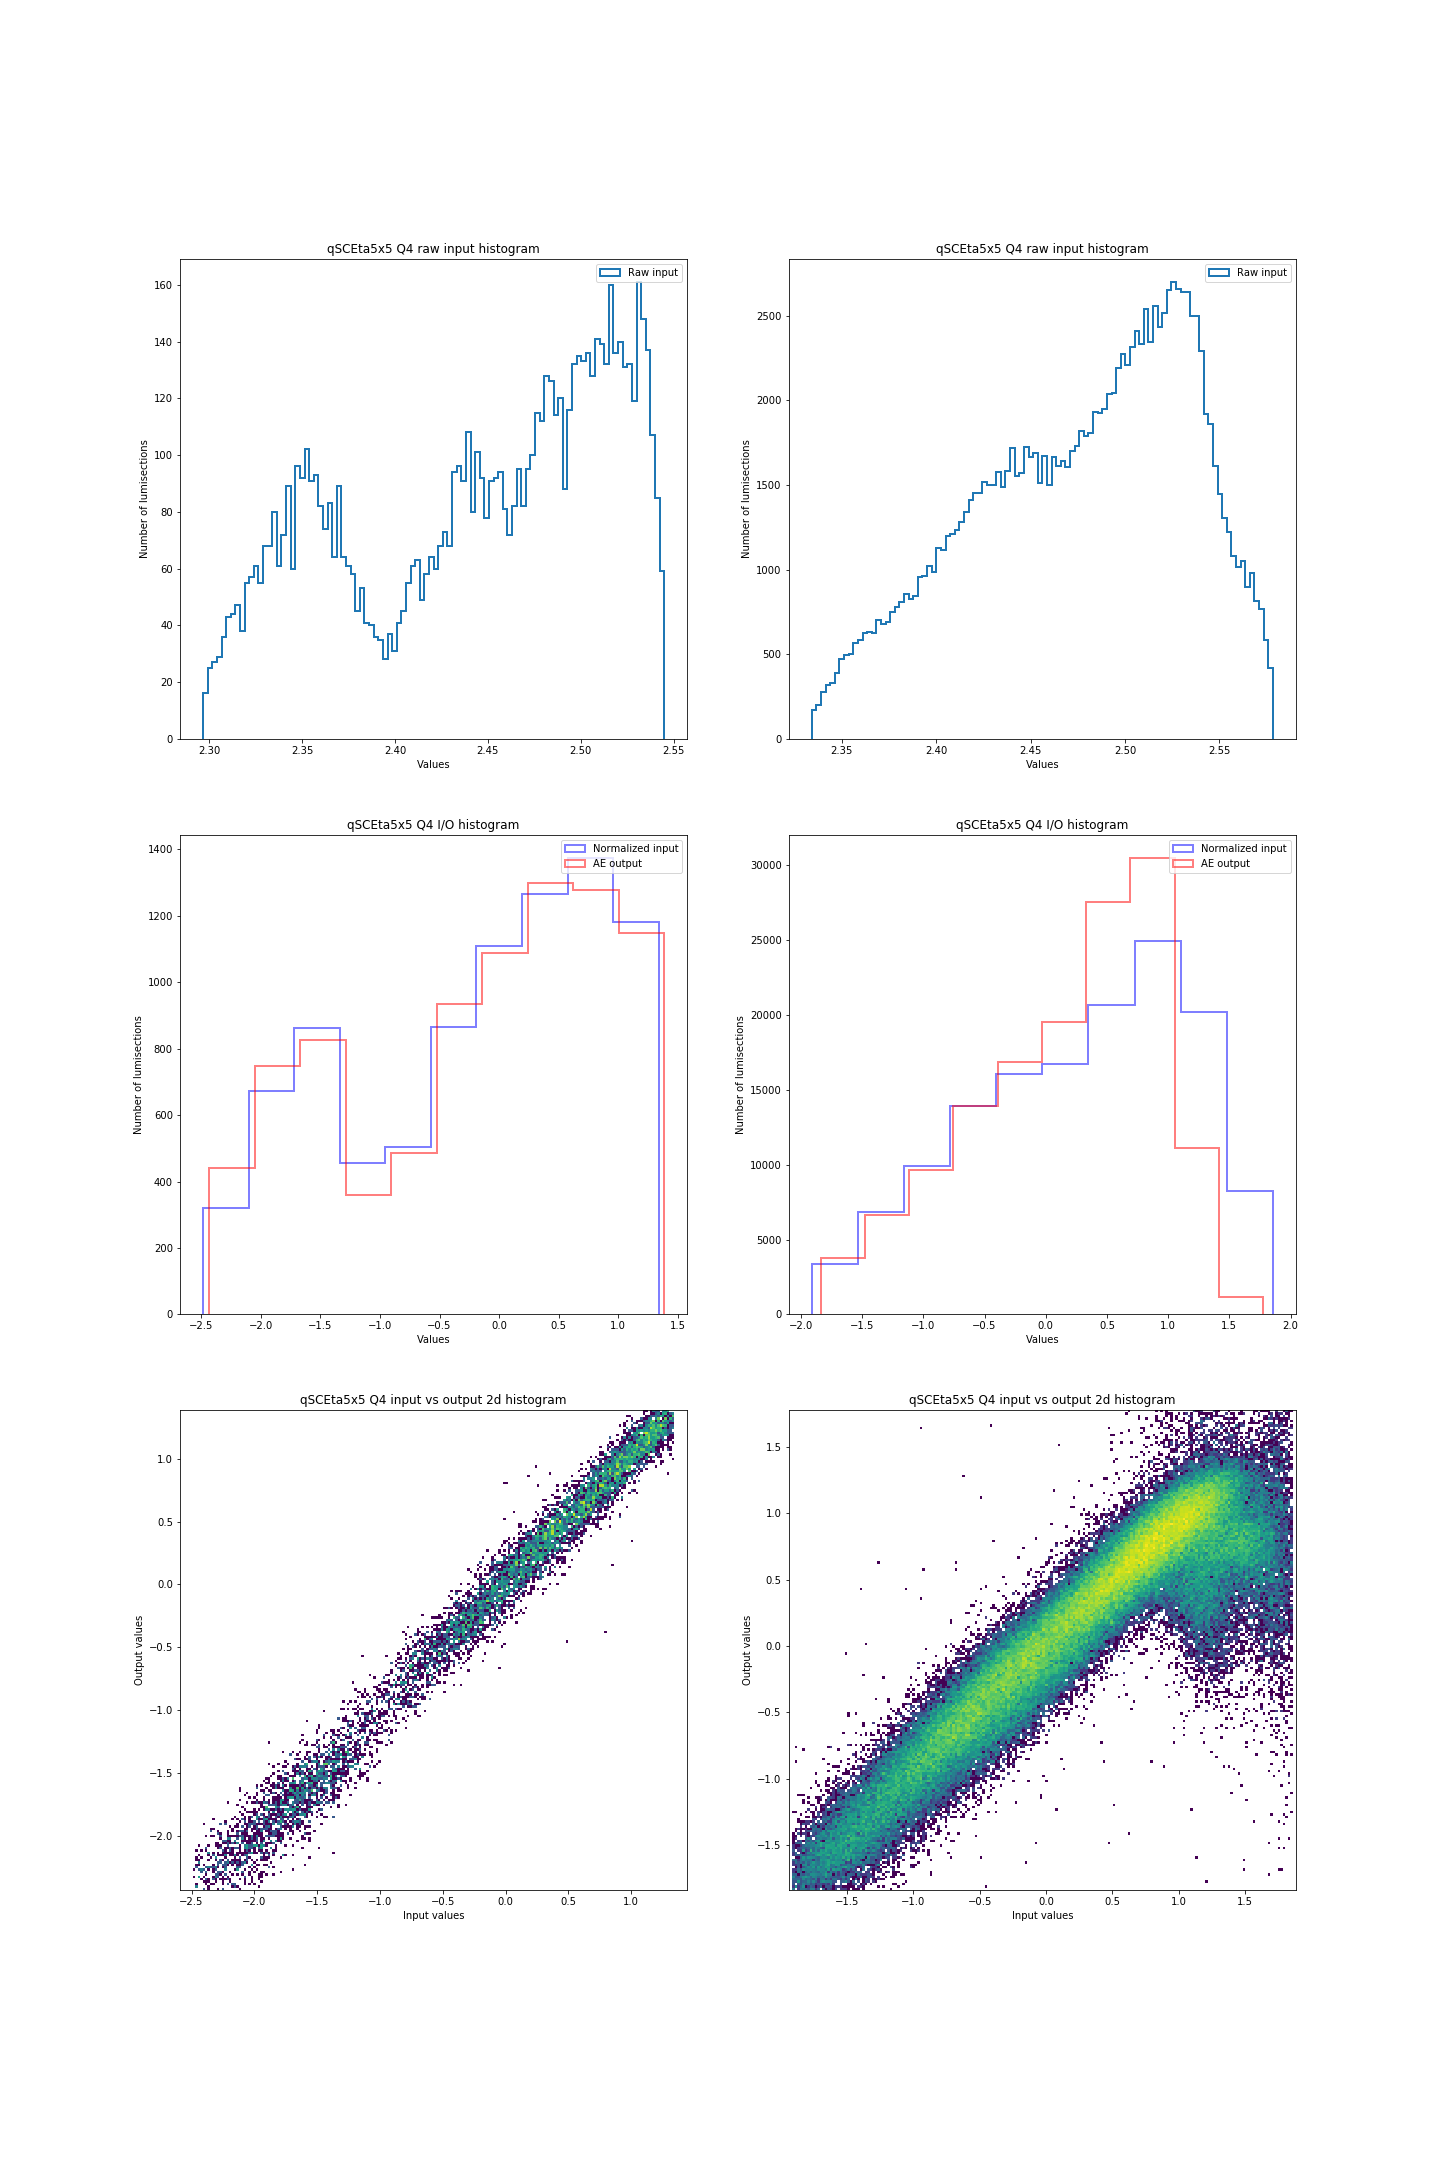 qSCEta5x5 Q4 raw input histogram
Raw input
160
140
120
100
80
60
40
20
0
Number of lumisections
2.30 2.35 2.40 2.45 2.50 2.55
Values
qSCEta5x5 Q4 raw input histogram
Raw input
2500
2000
1500
1000
500
0
Number of lumisections
2.35 2.40 2.45 2.50 2.55
Values
qSCEta5x5 Q4 I/O histogram
Normalized input
AE output
1400
1200
1000
800
600
400
200
0
Number of lumisections
−2.5 −2.0 −1.5 −1.0 −0.5 0.0 0.5 1.0 1.5
Values
qSCEta5x5 Q4 I/O histogram
Normalized input
AE output
30000
25000
20000
15000
10000
5000
0
Number of lumisections
−2.0 −1.5 −1.0 −0.5 0.0 0.5 1.0 1.5 2.0
Values
qSCEta5x5 Q4 input vs output 2d histogram
1.0
0.5
0.0
−0.5
−1.0
−1.5
−2.0
Output values
−2.5 −2.0 −1.5 −1.0 −0.5 0.0 0.5 1.0
Input values
qSCEta5x5 Q4 input vs output 2d histogram
1.5
1.0
0.5
0.0
−0.5
−1.0
−1.5
Output values
−1.5 −1.0 −0.5 0.0 0.5 1.0 1.5
Input values